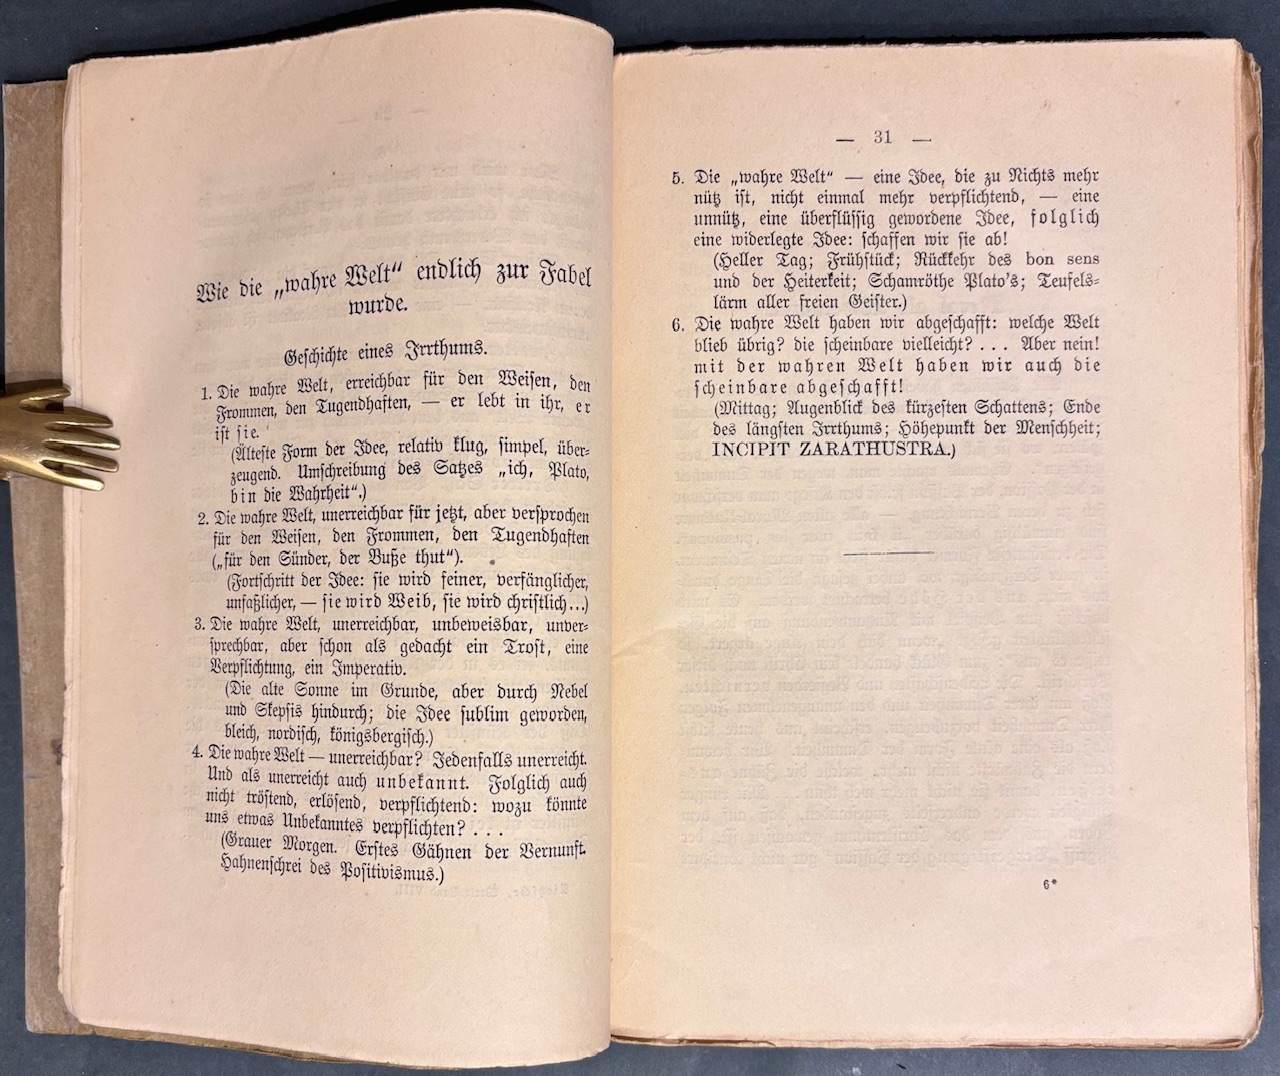 Wie die „wahre Welt“ endlich zur Fabel
wurde.
Geschichte eines Irrthums.
1. Die wahre Welt, erreichbar für den Weisen, den
Frommen, den Tugendhaften, — er lebt in ihr, er
ist sie.
(Älteste Form der Idee, relativ klug, simpel, über-
zeugend. Umschreibung des Satzes „ich, Plato,
bin die Wahrheit“.)
2. Die wahre Welt, unerreichbar für jetzt, aber versprochen
für den Weisen, den Frommen, den Tugendhaften
(„für den Sünder, der Buße thut“).
(Fortschritt der Idee: sie wird feiner, verfänglicher,
unfaßlicher, — sie wird Weib, sie wird christlich...)
3. Die wahre Welt, unerreichbar, unbeweisbar, unver-
sprechbar, aber schon als gedacht ein Trost, eine
Verpflichtung, ein Imperativ.
(Die alte Sonne im Grunde, aber durch Nebel
und Skepsis hindurch; die Idee sublim geworden,
bleich, nordisch, königsbergisch.)
4. Die wahre Welt — unerreichbar? Jedenfalls unerreicht.
Und als unerreicht auch unbekannt. Folglich auch
nicht tröstend, erlösend, verpflichtend: wozu könnte
uns etwas Unbekanntes verpflichten? . . .
(Grauer Morgen. Erstes Gähnen der Vernunft.
Hahnenschrei des Positivismus.)
— 31 —
5. Die „wahre Welt“ — eine Idee, die zu Nichts mehr
nütz ist, nicht einmal mehr verpflichtend, — eine
unnütz, eine überflüssig gewordene Idee, folglich
eine widerlegte Idee: schaffen wir sie ab!
(Heller Tag; Frühstück; Rückkehr des bon sens
und der Heiterkeit; Schamröthe Plato's; Teufels-
lärm aller freien Geister.)
6. Die wahre Welt haben wir abgeschafft: welche Welt
blieb übrig? die scheinbare vielleicht? . . . Aber nein!
mit der wahren Welt haben wir auch die
scheinbare abgeschafft!
(Mittag; Augenblick des kürzesten Schattens; Ende
des längsten Irrthums; Höhepunkt der Menschheit;
INCIPIT ZARATHUSTRA.)
6*